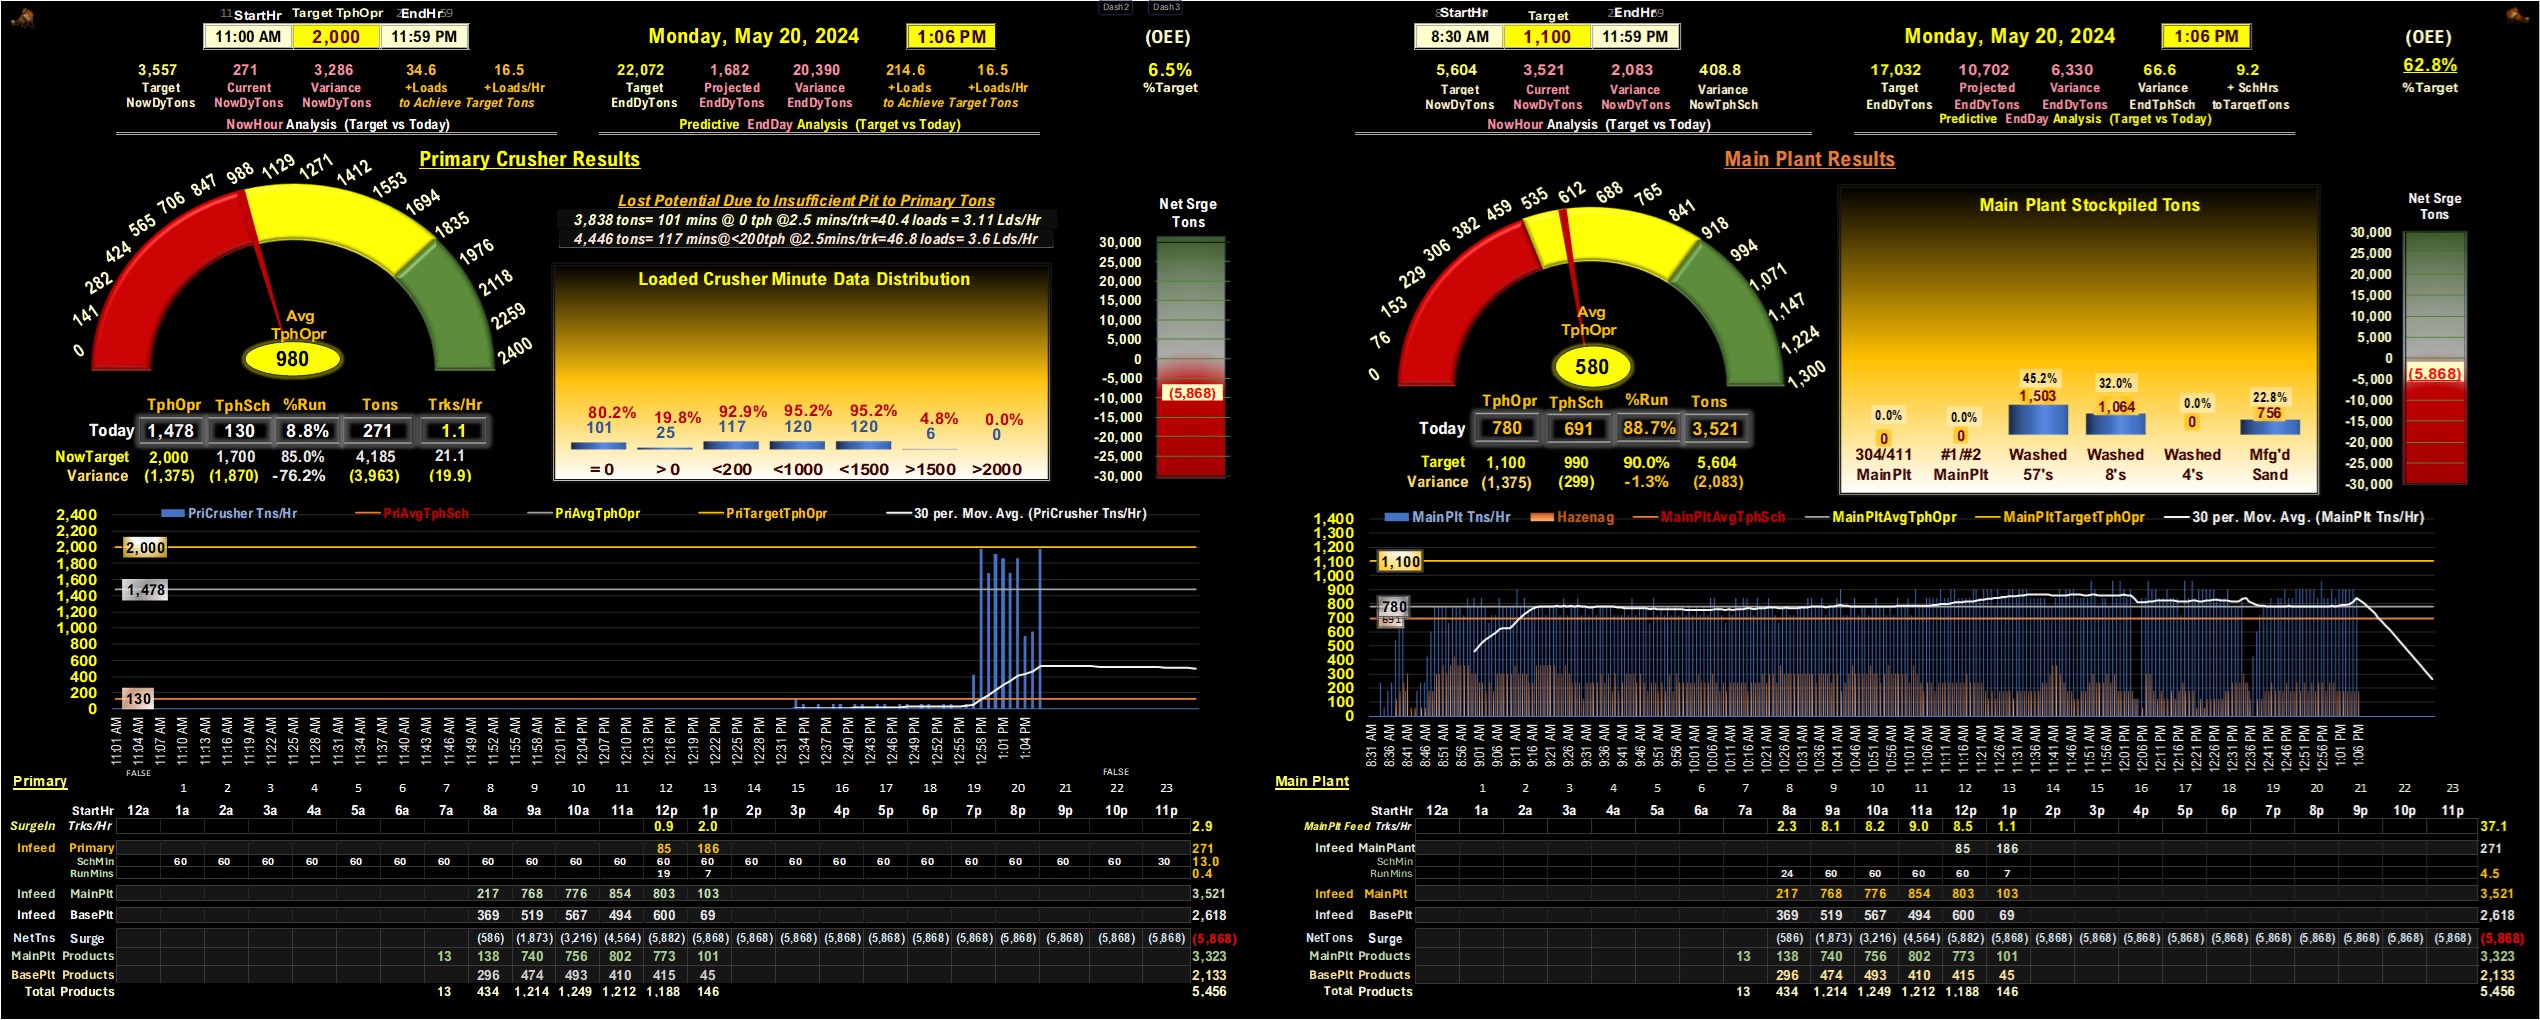 StartHr Target TphOpr EndHr
11:00 AM 2,000 11:59 PM
Monday, May 20, 2024 1:06 PM
(OEE)
6.5%
%Target
3,557 271 3,286 34.6 16.5
Target Current Variance +Loads +Loads/Hr
NowDyTons NowDyTons NowDyTons to Achieve Target Tons
NowHour Analysis (Target vs Today)
22,072 1,682 20,390 214.6 16.5
Target Projected Variance +Loads +Loads/Hr
EndDyTons EndDyTons EndDyTons to Achieve Target Tons
Predictive EndDay Analysis (Target vs Today)
Dash2 Dash3
Primary Crusher Results
0 141 282 424 565 706 847 988 1129 1271 1412 1553 1694 1835 1976 2118 2259 2400
Avg
TphOpr
980
Lost Potential Due to Insufficient Pit to Primary Tons
3,838 tons= 101 mins @ 0 tph @2.5 mins/trk=40.4 loads = 3.11 Lds/Hr
4,446 tons= 117 mins@<200tph @2.5mins/trk=46.8 loads= 3.6 Lds/Hr
Loaded Crusher Minute Data Distribution
80.2% 19.8% 92.9% 95.2% 95.2% 4.8% 0.0%
101 25 117 120 120 6 0
= 0 > 0 <200 <1000 <1500 >1500 >2000
Net Srge
Tons
30,000
25,000
20,000
15,000
10,000
5,000
0
-5,000
(5,868)
-10,000
-15,000
-20,000
-25,000
-30,000
TphOpr TphSch %Run Tons Trks/Hr
Today 1,478 130 8.8% 271 1.1
NowTarget 2,000 1,700 85.0% 4,185 21.1
Variance (1,375) (1,870) -76.2% (3,963) (19.9)
PriCrusher Tns/Hr PriAvgTphSch PriAvgTphOpr PriTargetTphOpr 30 per. Mov. Avg. (PriCrusher Tns/Hr)
2,400
2,200
2,000 2,000
1,800
1,600
1,478
1,400
1,200
1,000
800
600
400
200 130
0
11:01 AM 11:04 AM 11:07 AM 11:10 AM 11:13 AM 11:16 AM 11:19 AM 11:22 AM 11:25 AM 11:28 AM 11:31 AM 11:34 AM 11:37 AM 11:40 AM 11:43 AM 11:46 AM 11:49 AM 11:52 AM 11:55 AM 11:58 AM 12:01 PM 12:07 PM 12:10 PM 12:13 PM 12:16 PM 12:19 PM 12:22 PM 12:25 PM 12:28 PM 12:31 PM 12:34 PM 12:37 PM 12:40 PM 12:43 PM 12:46 PM 12:49 PM 12:52 PM 12:55 PM 12:58 PM 1:01 PM 1:04 PM
FALSE FALSE
Primary 1 2 3 4 5 6 7 8 9 10 11 12 13 14 15 16 17 18 19 20 21 22 23
StartHr 12a 1a 2a 3a 4a 5a 6a 7a 8a 9a 10a 11a 12p 1p 2p 3p 4p 5p 6p 7p 8p 9p 10p 11p
SurgeIn Trks/Hr 0.9 2.0 2.9
Infeed Primary 85 186 271
SchMin 60 60 60 60 60 60 60 60 60 60 60 60 60 60 60 60 60 60 60 60 60 60 30 13.0
RunMins 19 7 0.4
Infeed MainPlt 217 768 776 854 803 103 3,521
Infeed BasePlt 369 519 567 494 600 69 2,618
NetTns Surge (586) (1,873) (3,216) (4,564) (5,882) (5,868) (5,868) (5,868) (5,868) (5,868) (5,868) (5,868) (5,868) (5,868) (5,868) (5,868) (5,868)
MainPlt Products 13 138 740 756 802 773 101 3,323
BasePlt Products 296 474 493 410 415 45 2,133
Total Products 13 434 1,214 1,249 1,212 1,188 146 5,456
StartHr Target EndHr
8:30 AM 1,100 11:59 PM
Monday, May 20, 2024 1:06 PM
(OEE)
62.8%
%Target
5,604 3,521 2,083 408.8
Target Current Variance Variance
NowDyTons NowDyTons NowDyTons NowTphSch
NowHour Analysis (Target vs Today)
17,032 10,702 6,330 66.6 9.2
Target Projected Variance Variance + SchHrs
EndDyTons EndDyTons EndDyTons EndTphSch toTargetTons
Predictive EndDay Analysis (Target vs Today)
Main Plant Results
0 76 153 229 306 382 459 535 612 688 765 841 918 994 1,071 1,147 1,224 1,300
Avg
TphOpr
580
Main Plant Stockpiled Tons
0.0% 0.0% 45.2% 32.0% 0.0% 22.8%
0 0 1,503 1,064 0 756
304/411 #1/#2 Washed Washed Washed Mfg'd
MainPlt MainPlt 57's 8's 4's Sand
Net Srge
Tons
30,000
25,000
20,000
15,000
10,000
5,000
0
(5,868)
-5,000
-10,000
-15,000
-20,000
-25,000
-30,000
TphOpr TphSch %Run Tons
Today 780 691 88.7% 3,521
Target 1,100 990 90.0% 5,604
Variance (1,375) (299) -1.3% (2,083)
MainPlt Tns/Hr Hazenag MainPltAvgTphSch MainPltAvgTphOpr MainPltTargetTphOpr 30 per. Mov. Avg. (MainPlt Tns/Hr)
1,400
1,300
1,200
1,100 1,100
1,000
900
800 780
700 691
600
500
400
300
200
100
0
8:31 AM 8:36 AM 8:41 AM 8:46 AM 8:51 AM 8:56 AM 9:01 AM 9:06 AM 9:11 AM 9:16 AM 9:21 AM 9:26 AM 9:31 AM 9:36 AM 9:41 AM 9:46 AM 9:51 AM 9:56 AM 10:01 AM 10:06 AM 10:11 AM 10:16 AM 10:21 AM 10:26 AM 10:31 AM 10:36 AM 10:41 AM 10:46 AM 10:51 AM 10:56 AM 11:01 AM 11:06 AM 11:11 AM 11:16 AM 11:21 AM 11:26 AM 11:31 AM 11:36 AM 11:41 AM 11:46 AM 11:51 AM 11:56 AM 12:01 PM 12:06 PM 12:11 PM 12:16 PM 12:21 PM 12:26 PM 12:31 PM 12:36 PM 12:41 PM 12:46 PM 12:51 PM 12:56 PM 1:01 PM 1:06 PM
Main Plant 1 2 3 4 5 6 7 8 9 10 11 12 13 14 15 16 17 18 19 20 21 22 23
StartHr 12a 1a 2a 3a 4a 5a 6a 7a 8a 9a 10a 11a 12p 1p 2p 3p 4p 5p 6p 7p 8p 9p 10p 11p
MainPlt Feed Trks/Hr 2.3 8.1 8.2 9.0 8.5 1.1 37.1
Infeed MainPlant 85 186 271
SchMin
RunMins 24 60 60 60 60 7 4.5
Infeed MainPlt 217 768 776 854 803 103 3,521
Infeed BasePlt 369 519 567 494 600 69 2,618
NetTons Surge (586) (1,873) (3,216) (4,564) (5,882) (5,868) (5,868) (5,868) (5,868) (5,868) (5,868) (5,868) (5,868) (5,868) (5,868) (5,868) (5,868)
MainPlt Products 13 138 740 756 802 773 101 3,323
BasePlt Products 296 474 493 410 415 45 2,133
Total Products 13 434 1,214 1,249 1,212 1,188 146 5,456